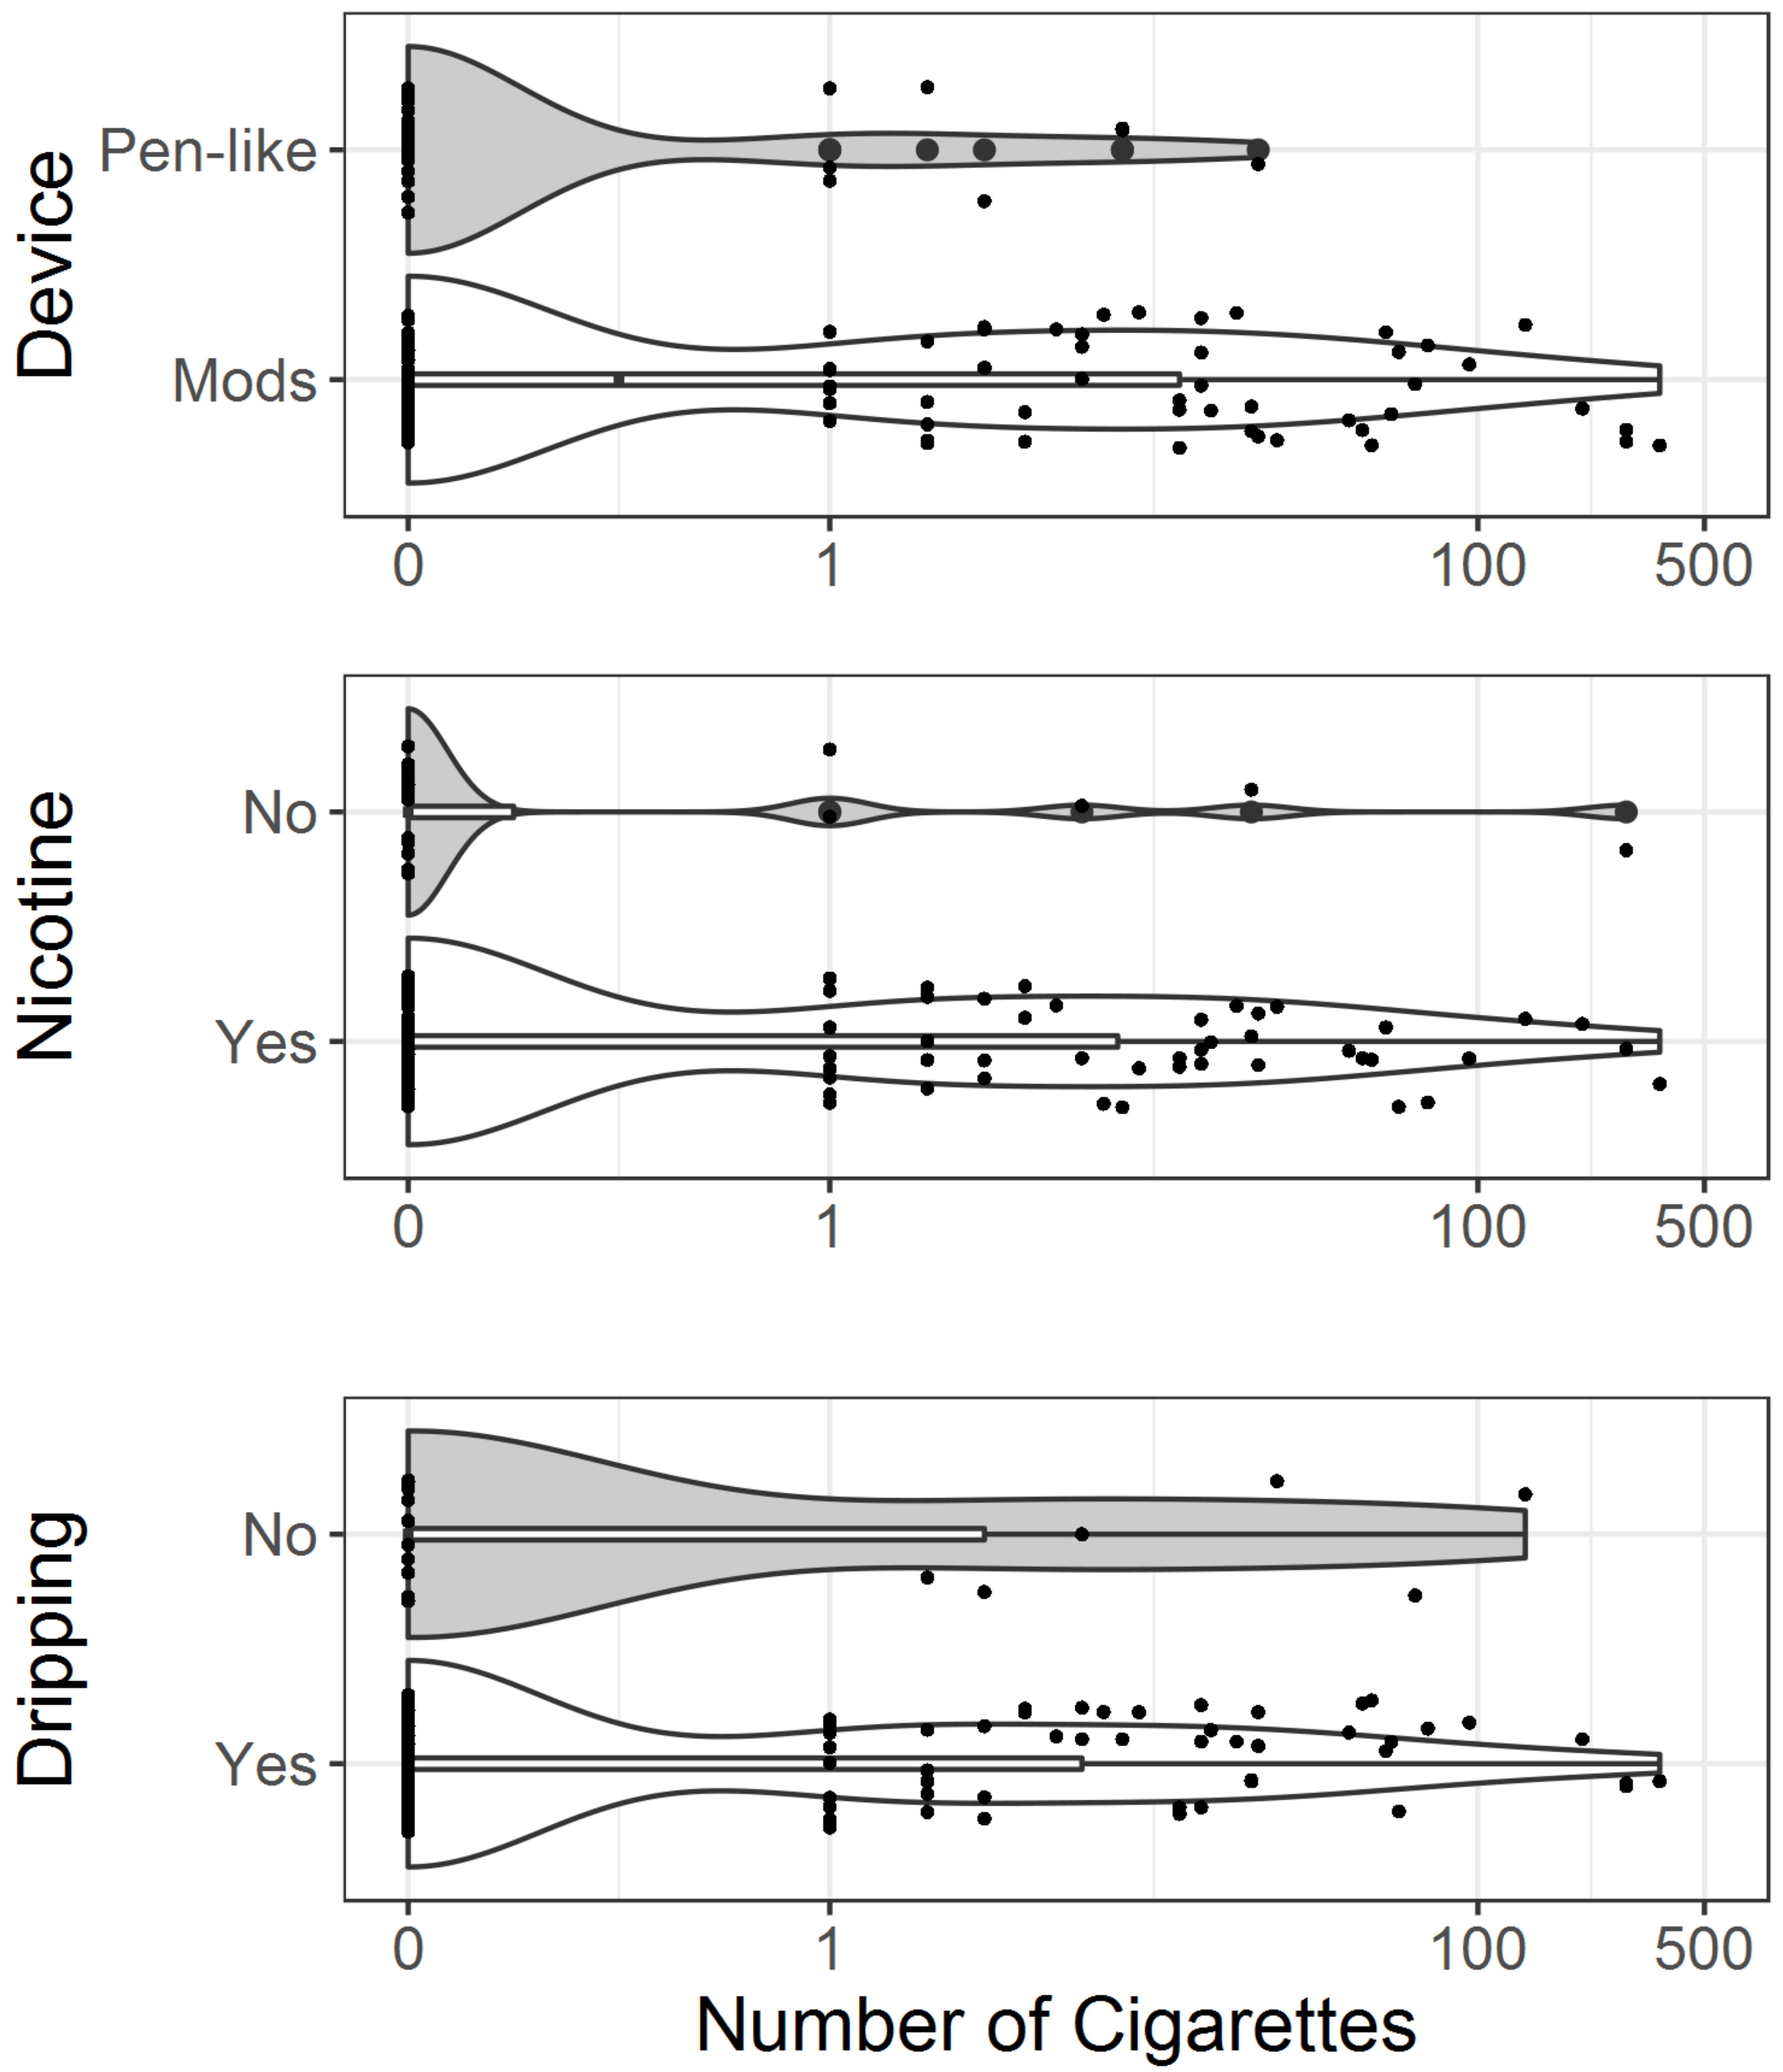 Device
Pen-like
Mods
0 1 100 500
Nicotine
No
Yes
0 1 100 500
Dripping
No
Yes
0 1 100 500
Number of Cigarettes